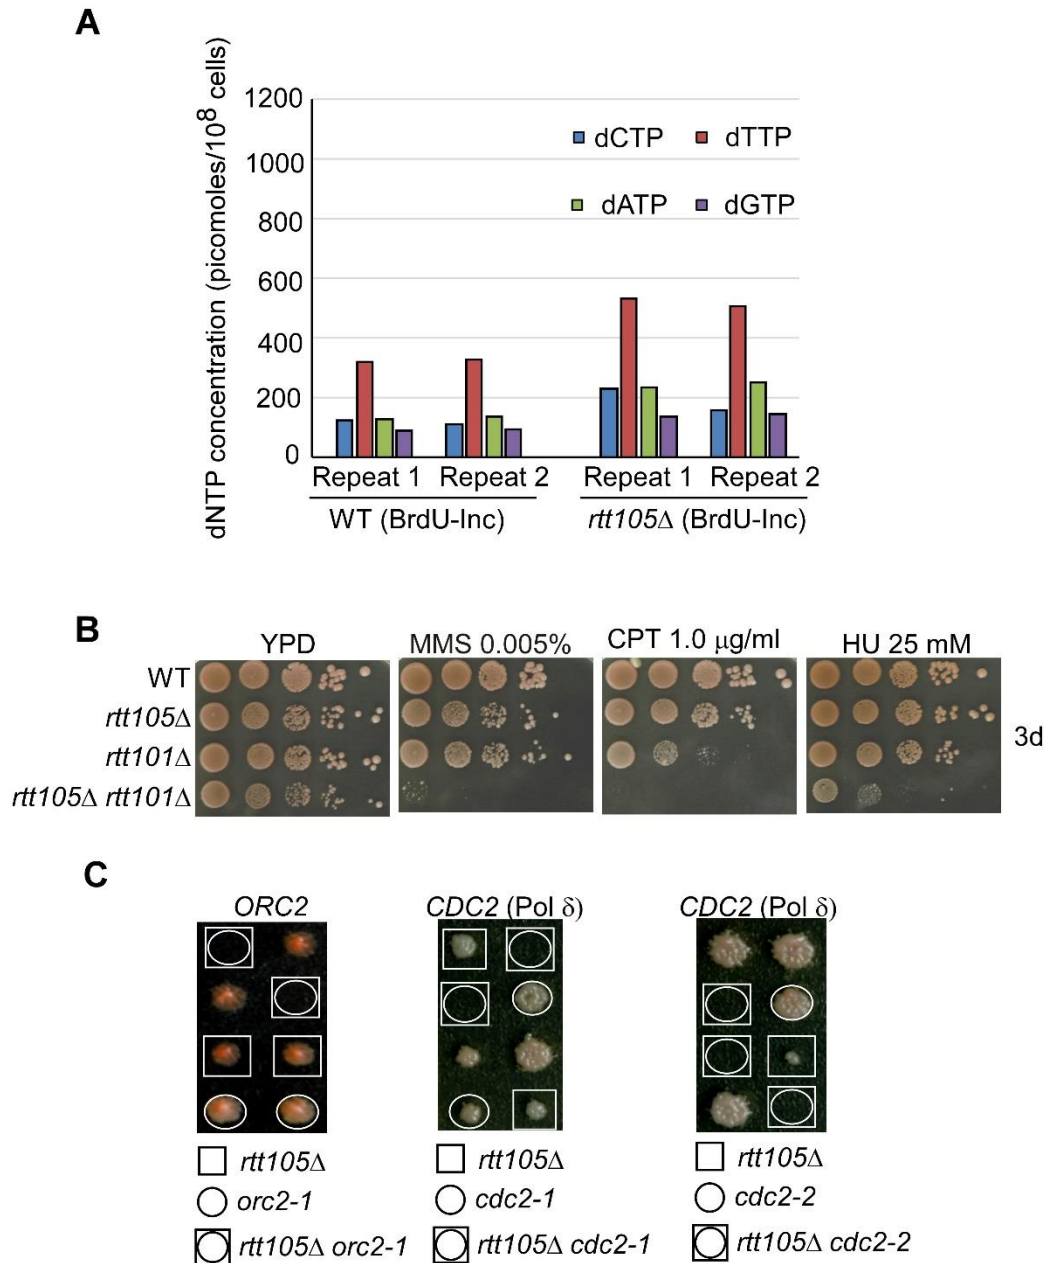 A
dNTP concentration (picomoles/10⁸ cells)
1200
1000
800
600
400
200
0
dCTP dTTP
dATP dGTP
Repeat 1 Repeat 2 Repeat 1 Repeat 2
WT (BrdU-Inc) rtt105Δ (BrdU-Inc)
B
YPD MMS 0.005% CPT 1.0 μg/ml HU 25 mM
WT
rtt105Δ
rtt101Δ
rtt105Δ rtt101Δ
3d
C
ORC2 CDC2 (Pol δ) CDC2 (Pol δ)
rtt105Δ rtt105Δ rtt105Δ
orc2-1 cdc2-1 cdc2-2
rtt105Δ orc2-1 rtt105Δ cdc2-1 rtt105Δ cdc2-2